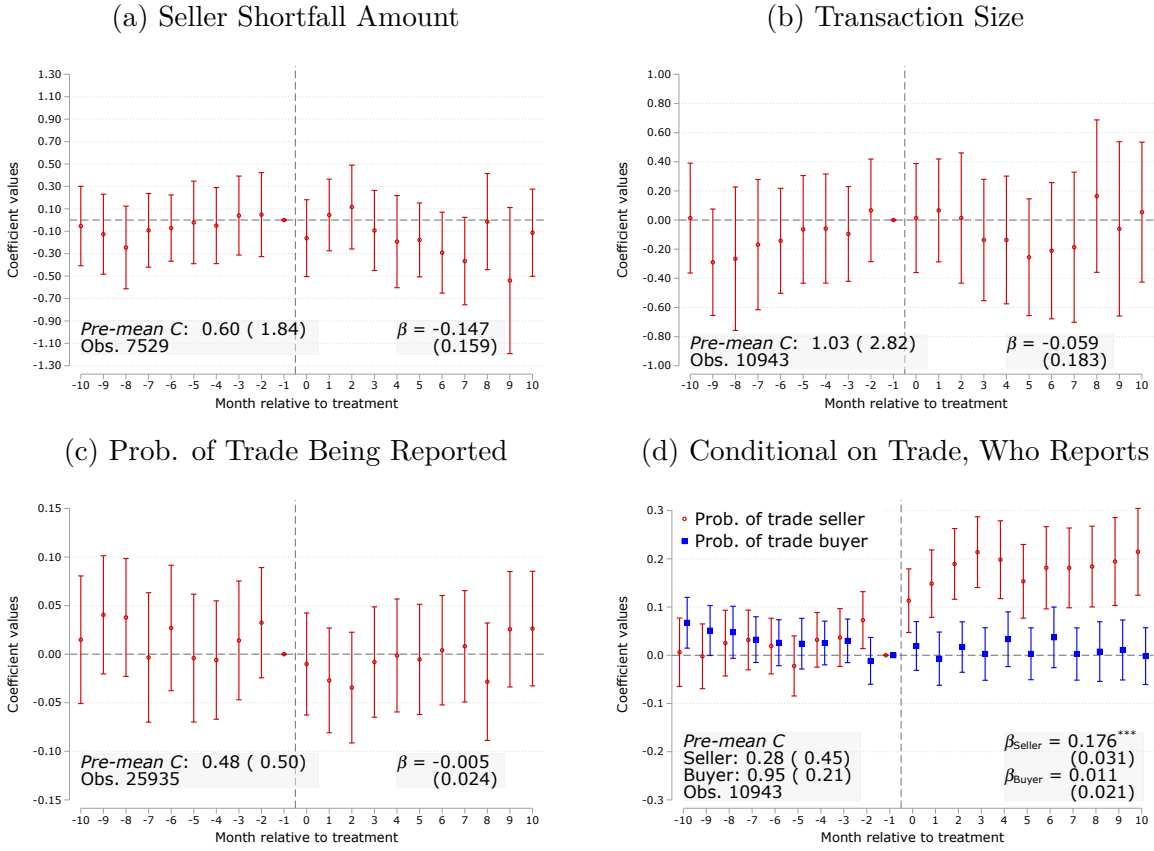 (a) Seller Shortfall Amount
1.30
1.10
0.90
0.70
0.50
0.30
0.10
-0.10
-0.30
-0.50
-0.70
-0.90
-1.10
-1.30
Coefficient values
Pre-mean C: 0.60 ( 1.84)
Obs. 7529
β = -0.147
(0.159)
-10 -9 -8 -7 -6 -5 -4 -3 -2 -1 0 1 2 3 4 5 6 7 8 9 10
Month relative to treatment
(b) Transaction Size
1.00
0.80
0.60
0.40
0.20
0.00
-0.20
-0.40
-0.60
-0.80
-1.00
Coefficient values
Pre-mean C: 1.03 ( 2.82)
Obs. 10943
β = -0.059
(0.183)
-10 -9 -8 -7 -6 -5 -4 -3 -2 -1 0 1 2 3 4 5 6 7 8 9 10
Month relative to treatment
(c) Prob. of Trade Being Reported
0.15
0.10
0.05
0.00
-0.05
-0.10
-0.15
Coefficient values
Pre-mean C: 0.48 ( 0.50)
Obs. 25935
β = -0.005
(0.024)
-10 -9 -8 -7 -6 -5 -4 -3 -2 -1 0 1 2 3 4 5 6 7 8 9 10
Month relative to treatment
(d) Conditional on Trade, Who Reports
0.3
0.2
0.1
0.0
-0.1
-0.2
-0.3
Coefficient values
Prob. of trade seller
Prob. of trade buyer
Pre-mean C
Seller: 0.28 ( 0.45)
Buyer: 0.95 ( 0.21)
Obs. 10943
βSeller = 0.176***
(0.031)
βBuyer = 0.011
(0.021)
-10 -9 -8 -7 -6 -5 -4 -3 -2 -1 0 1 2 3 4 5 6 7 8 9 10
Month relative to treatment